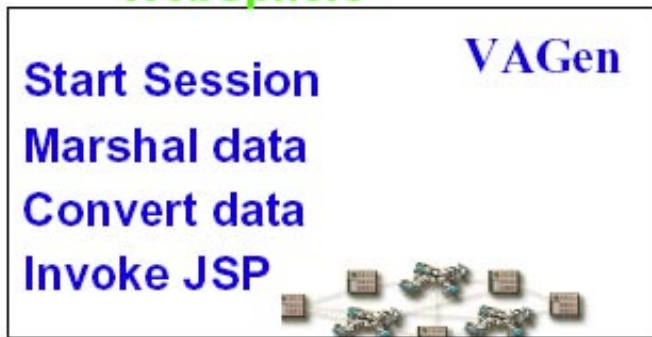 VAGen
Start Session
Marshal data
Convert data
Invoke JSP